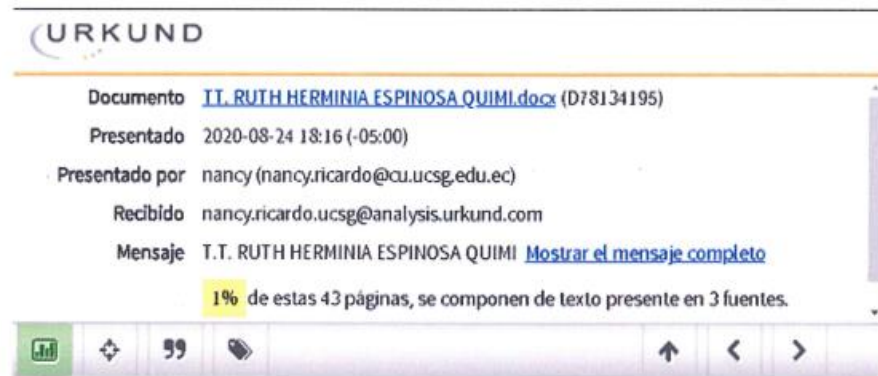 URKUND
Documento TT. RUTH HERMINIA ESPINOSA QUIMI.docx (D78134195)
Presentado 2020-08-24 18:16 (-05:00)
Presentado por nancy (nancy.ricardo@cu.ucsg.edu.ec)
Recibido nancy.ricardo.ucsg@analysis.urkund.com
Mensaje T.T. RUTH HERMINIA ESPINOSA QUIMI Mostrar el mensaje completo
1% de estas 43 páginas, se componen de texto presente en 3 fuentes.